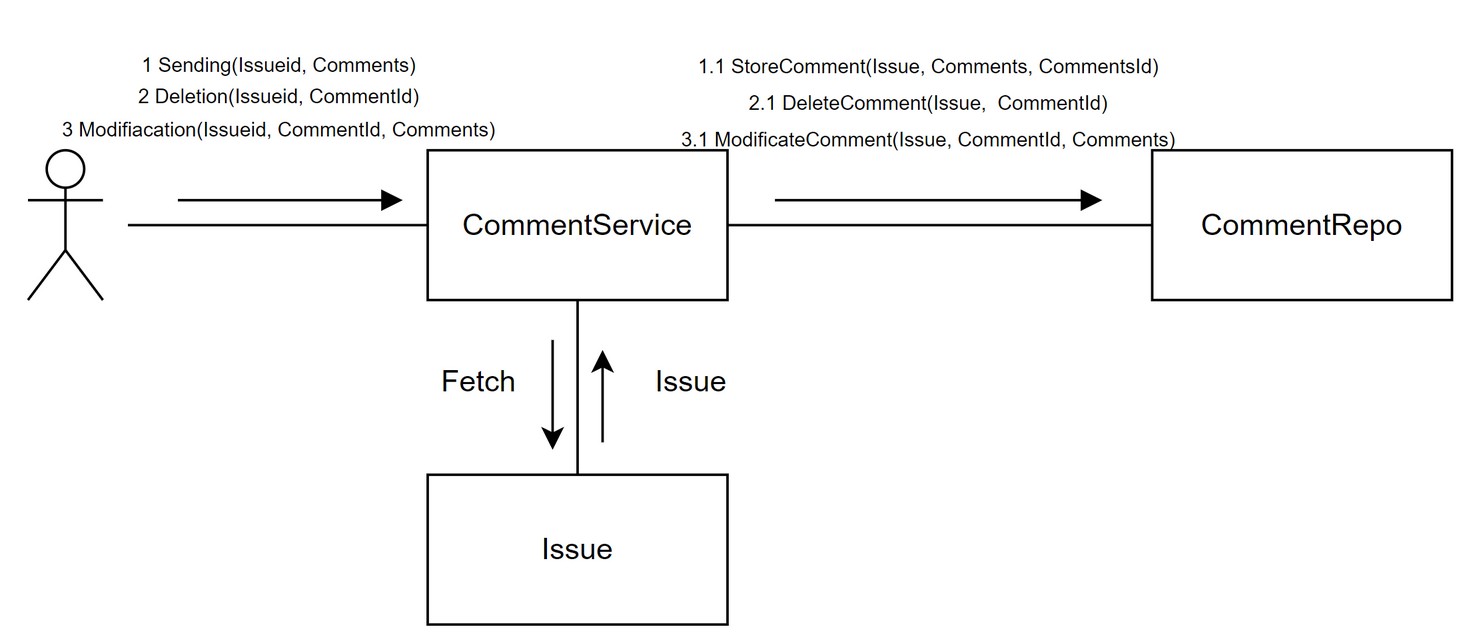 1 Sending(Issueid, Comments)
2 Deletion(Issueid, CommentId)
3 Modifiacation(Issueid, CommentId, Comments)
1.1 StoreComment(Issue, Comments, CommentsId)
2.1 DeleteComment(Issue,  CommentId)
3.1 ModificateComment(Issue, CommentId, Comments)
CommentService
CommentRepo
Fetch
Issue
Issue